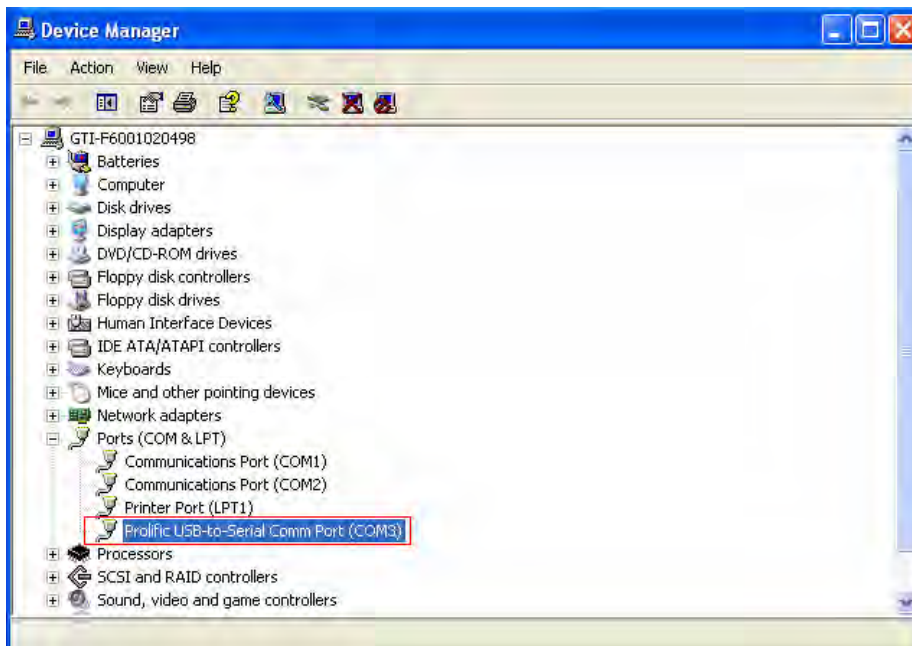 Device Manager
File Action View Help
GTI-F6001020498
Batteries
Computer
Disk drives
Display adapters
DVD/CD-ROM drives
Floppy disk controllers
Floppy disk drives
Human Interface Devices
IDE ATA/ATAPI controllers
Keyboards
Mice and other pointing devices
Network adapters
Ports (COM & LPT)
Communications Port (COM1)
Communications Port (COM2)
Printer Port (LPT1)
Prolific USB-to-Serial Comm Port (COM3)
Processors
SCSI and RAID controllers
Sound, video and game controllers